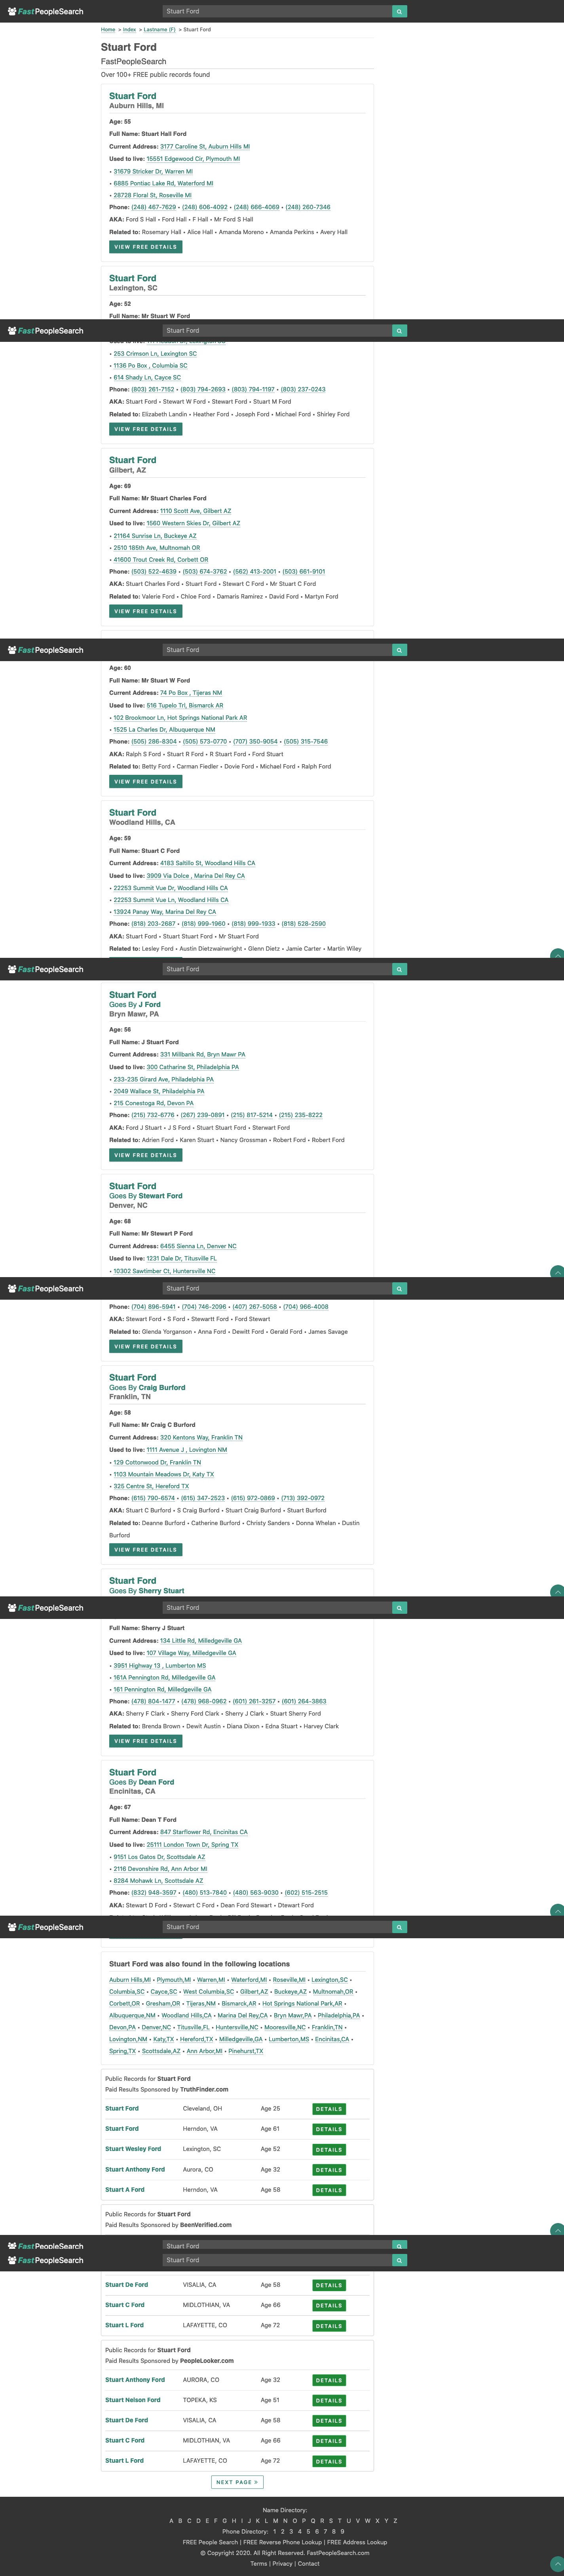 FastPeopleSearch
Stuart Ford
Home » Index » Lastname (F) » Stuart Ford
Stuart Ford
FastPeopleSearch
Over 100+ FREE public records found
Stuart Ford
Auburn Hills, MI
Age: 55
Full Name: Stuart Hall Ford
Current Address: 3177 Caroline St, Auburn Hills MI
Used to live: 15551 Edgewood Cir, Plymouth MI
• 31679 Stricker Dr, Warren MI
• 6885 Pontiac Lake Rd, Waterford MI
• 28728 Floral St, Roseville MI
Phone: (248) 467-7629 • (248) 606-4092 • (248) 666-4069 • (248) 260-7346
AKA: Ford S Hall • Ford Hall • F Hall • Mr Ford S Hall
Related to: Rosemary Hall • Alice Hall • Amanda Moreno • Amanda Perkins • Avery Hall
VIEW FREE DETAILS
Stuart Ford
Lexington, SC
Age: 52
Full Name: Mr Stuart W Ford
FastPeopleSearch
Stuart Ford
• 253 Crimson Ln, Lexington SC
• 1136 Po Box , Columbia SC
• 614 Shady Ln, Cayce SC
Phone: (803) 261-7152 • (803) 794-2693 • (803) 794-1197 • (803) 237-0243
AKA: Stuart Ford • Stewart W Ford • Stewart Ford • Stuart M Ford
Related to: Elizabeth Landin • Heather Ford • Joseph Ford • Michael Ford • Shirley Ford
VIEW FREE DETAILS
Stuart Ford
Gilbert, AZ
Age: 69
Full Name: Mr Stuart Charles Ford
Current Address: 1110 Scott Ave, Gilbert AZ
Used to live: 1560 Western Skies Dr, Gilbert AZ
• 21164 Sunrise Ln, Buckeye AZ
• 2510 185th Ave, Multnomah OR
• 41600 Trout Creek Rd, Corbett OR
Phone: (503) 522-4639 • (503) 674-3762 • (562) 413-2001 • (503) 661-9101
AKA: Stuart Charles Ford • Stuart Ford • Stewart C Ford • Mr Stuart C Ford
Related to: Valerie Ford • Chloe Ford • Damaris Ramirez • David Ford • Martyn Ford
VIEW FREE DETAILS
FastPeopleSearch
Stuart Ford
Age: 60
Full Name: Mr Stuart W Ford
Current Address: 74 Po Box , Tijeras NM
Used to live: 516 Tupelo Trl, Bismarck AR
• 102 Brookmoor Ln, Hot Springs National Park AR
• 1525 La Charles Dr, Albuquerque NM
Phone: (505) 286-8304 • (505) 573-0770 • (707) 350-9054 • (505) 315-7546
AKA: Ralph S Ford • Stuart R Ford • R Stuart Ford • Ford Stuart
Related to: Betty Ford • Carman Fiedler • Dovie Ford • Michael Ford • Ralph Ford
VIEW FREE DETAILS
Stuart Ford
Woodland Hills, CA
Age: 59
Full Name: Stuart C Ford
Current Address: 4183 Saltillo St, Woodland Hills CA
Used to live: 3909 Via Dolce , Marina Del Rey CA
• 22253 Summit Vue Dr, Woodland Hills CA
• 22253 Summit Vue Ln, Woodland Hills CA
• 13924 Panay Way, Marina Del Rey CA
Phone: (818) 203-2687 • (818) 999-1960 • (818) 999-1933 • (818) 528-2590
AKA: Stuart Ford • Stuart Stuart Ford • Mr Stuart Ford
Related to: Lesley Ford • Austin Dietzwainwright • Glenn Dietz • Jamie Carter • Martin Wiley
FastPeopleSearch
Stuart Ford
Stuart Ford
Goes By J Ford
Bryn Mawr, PA
Age: 56
Full Name: J Stuart Ford
Current Address: 331 Millbank Rd, Bryn Mawr PA
Used to live: 300 Catharine St, Philadelphia PA
• 233-235 Girard Ave, Philadelphia PA
• 2049 Wallace St, Philadelphia PA
• 215 Conestoga Rd, Devon PA
Phone: (215) 732-6776 • (267) 239-0891 • (215) 817-5214 • (215) 235-8222
AKA: Ford J Stuart • J S Ford • Stuart Stuart Ford • Sterwart Ford
Related to: Adrien Ford • Karen Stuart • Nancy Grossman • Robert Ford • Robert Ford
VIEW FREE DETAILS
Stuart Ford
Goes By Stewart Ford
Denver, NC
Age: 68
Full Name: Mr Stewart P Ford
Current Address: 6455 Sienna Ln, Denver NC
Used to live: 1231 Dale Dr, Titusville FL
• 10302 Sawtimber Ct, Huntersville NC
FastPeopleSearch
Stuart Ford
Phone: (704) 896-5941 • (704) 746-2096 • (407) 267-5058 • (704) 966-4008
AKA: Stewart Ford • S Ford • Stewartt Ford • Ford Stewart
Related to: Glenda Yorganson • Anna Ford • Dewitt Ford • Gerald Ford • James Savage
VIEW FREE DETAILS
Stuart Ford
Goes By Craig Burford
Franklin, TN
Age: 58
Full Name: Mr Craig C Burford
Current Address: 320 Kentons Way, Franklin TN
Used to live: 1111 Avenue J , Lovington NM
• 129 Cottonwood Dr, Franklin TN
• 1103 Mountain Meadows Dr, Katy TX
• 325 Centre St, Hereford TX
Phone: (615) 790-6574 • (615) 347-2523 • (615) 972-0869 • (713) 392-0972
AKA: Stuart C Burford • S Craig Burford • Stuart Craig Burford • Stuart Burford
Related to: Deanne Burford • Catherine Burford • Christy Sanders • Donna Whelan • Dustin
Burford
VIEW FREE DETAILS
Stuart Ford
Goes By Sherry Stuart
FastPeopleSearch
Stuart Ford
Full Name: Sherry J Stuart
Current Address: 134 Little Rd, Milledgeville GA
Used to live: 107 Village Way, Milledgeville GA
• 3951 Highway 13 , Lumberton MS
• 161A Pennington Rd, Milledgeville GA
• 161 Pennington Rd, Milledgeville GA
Phone: (478) 804-1477 • (478) 968-0962 • (601) 261-3257 • (601) 264-3863
AKA: Sherry F Clark • Sherry Ford Clark • Sherry J Clark • Stuart Sherry Ford
Related to: Brenda Brown • Dewit Austin • Diana Dixon • Edna Stuart • Harvey Clark
VIEW FREE DETAILS
Stuart Ford
Goes By Dean Ford
Encinitas, CA
Age: 67
Full Name: Dean T Ford
Current Address: 847 Starflower Rd, Encinitas CA
Used to live: 25111 London Town Dr, Spring TX
• 9151 Los Gatos Dr, Scottsdale AZ
• 2116 Devonshire Rd, Ann Arbor MI
• 8284 Mohawk Ln, Scottsdale AZ
Phone: (832) 948-3597 • (480) 513-7840 • (480) 563-9030 • (602) 515-2515
AKA: Stewart D Ford • Stewart C Ford • Dean Ford Stewart • Dtewart Ford
FastPeopleSearch
Stuart Ford
Stuart Ford was also found in the following locations
Auburn Hills,MI • Plymouth,MI • Warren,MI • Waterford,MI • Roseville,MI • Lexington,SC •
Columbia,SC • Cayce,SC • West Columbia,SC • Gilbert,AZ • Buckeye,AZ • Multnomah,OR •
Corbett,OR • Gresham,OR • Tijeras,NM • Bismarck,AR • Hot Springs National Park,AR •
Albuquerque,NM • Woodland Hills,CA • Marina Del Rey,CA • Bryn Mawr,PA • Philadelphia,PA •
Devon,PA • Denver,NC • Titusville,FL • Huntersville,NC • Mooresville,NC • Franklin,TN •
Lovington,NM • Katy,TX • Hereford,TX • Milledgeville,GA • Lumberton,MS • Encinitas,CA •
Spring,TX • Scottsdale,AZ • Ann Arbor,MI • Pinehurst,TX
Public Records for Stuart Ford
Paid Results Sponsored by TruthFinder.com
Stuart Ford Cleveland, OH Age 25 DETAILS
Stuart Ford Herndon, VA Age 61 DETAILS
Stuart Wesley Ford Lexington, SC Age 52 DETAILS
Stuart Anthony Ford Aurora, CO Age 32 DETAILS
Stuart A Ford Herndon, VA Age 58 DETAILS
Public Records for Stuart Ford
Paid Results Sponsored by BeenVerified.com
FastPeopleSearch
Stuart Ford
FastPeopleSearch
Stuart Ford
Stuart De Ford VISALIA, CA Age 58 DETAILS
Stuart C Ford MIDLOTHIAN, VA Age 66 DETAILS
Stuart L Ford LAFAYETTE, CO Age 72 DETAILS
Public Records for Stuart Ford
Paid Results Sponsored by PeopleLooker.com
Stuart Anthony Ford AURORA, CO Age 32 DETAILS
Stuart Nelson Ford TOPEKA, KS Age 51 DETAILS
Stuart De Ford VISALIA, CA Age 58 DETAILS
Stuart C Ford MIDLOTHIAN, VA Age 66 DETAILS
Stuart L Ford LAFAYETTE, CO Age 72 DETAILS
NEXT PAGE »
Name Directory:
A B C D E F G H I J K L M N O P Q R S T U V W X Y Z
Phone Directory: 1 2 3 4 5 6 7 8 9
FREE People Search | FREE Reverse Phone Lookup | FREE Address Lookup
© Copyright 2020. All Right Reserved. FastPeopleSearch.com
Terms | Privacy | Contact